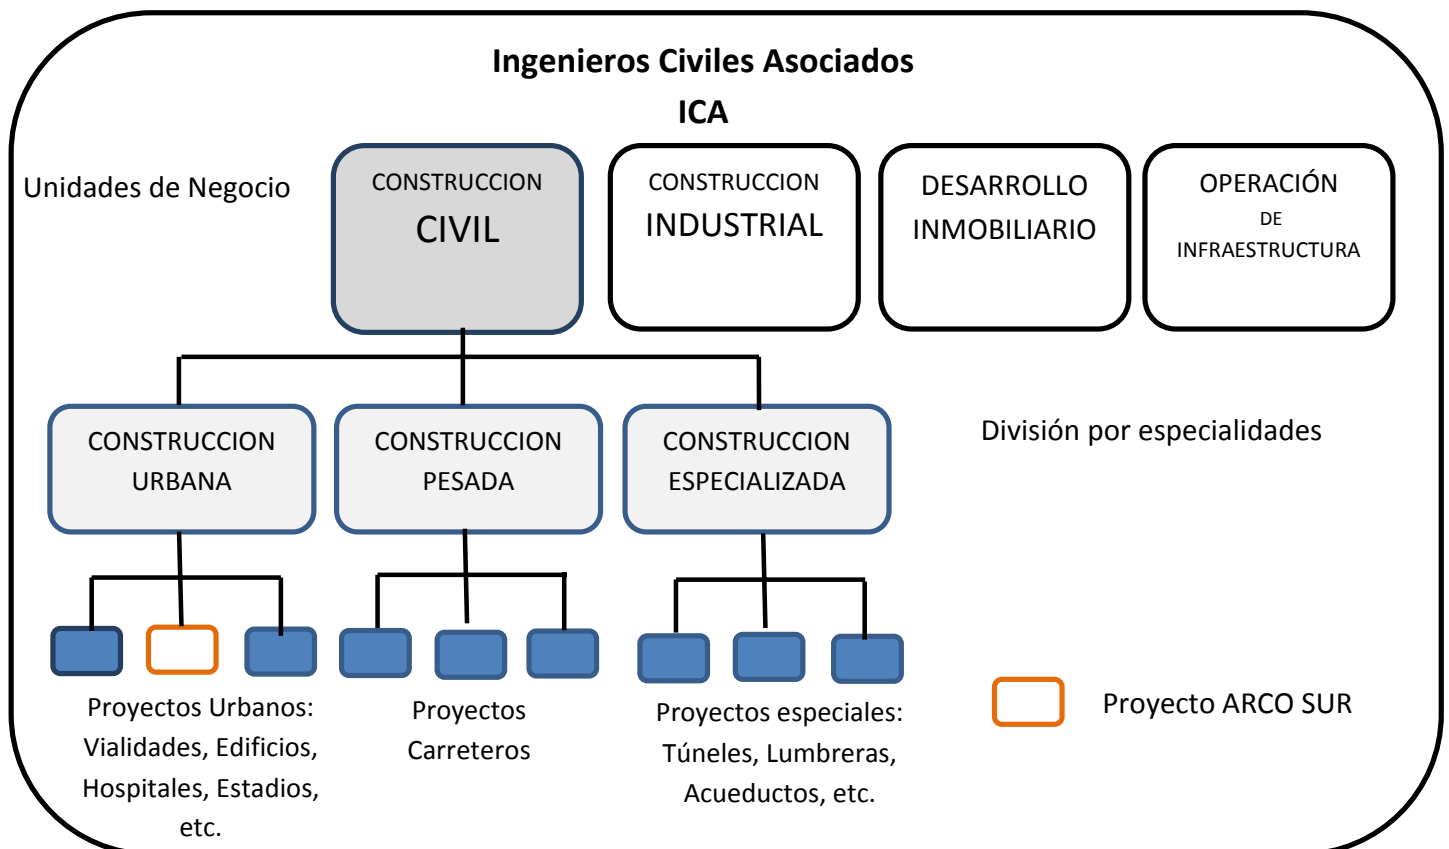 Ingenieros Civiles Asociados
ICA
Unidades de Negocio
CONSTRUCCION
CIVIL
CONSTRUCCION
INDUSTRIAL
DESARROLLO
INMOBILIARIO
OPERACIÓN
DE
INFRAESTRUCTURA
CONSTRUCCION
URBANA
CONSTRUCCION
PESADA
CONSTRUCCION
ESPECIALIZADA
División por especialidades
Proyectos Urbanos:
Vialidades, Edificios,
Hospitales, Estadios,
etc.
Proyectos
Carreteros
Proyectos especiales:
Túneles, Lumbreras,
Acueductos, etc.
Proyecto ARCO SUR